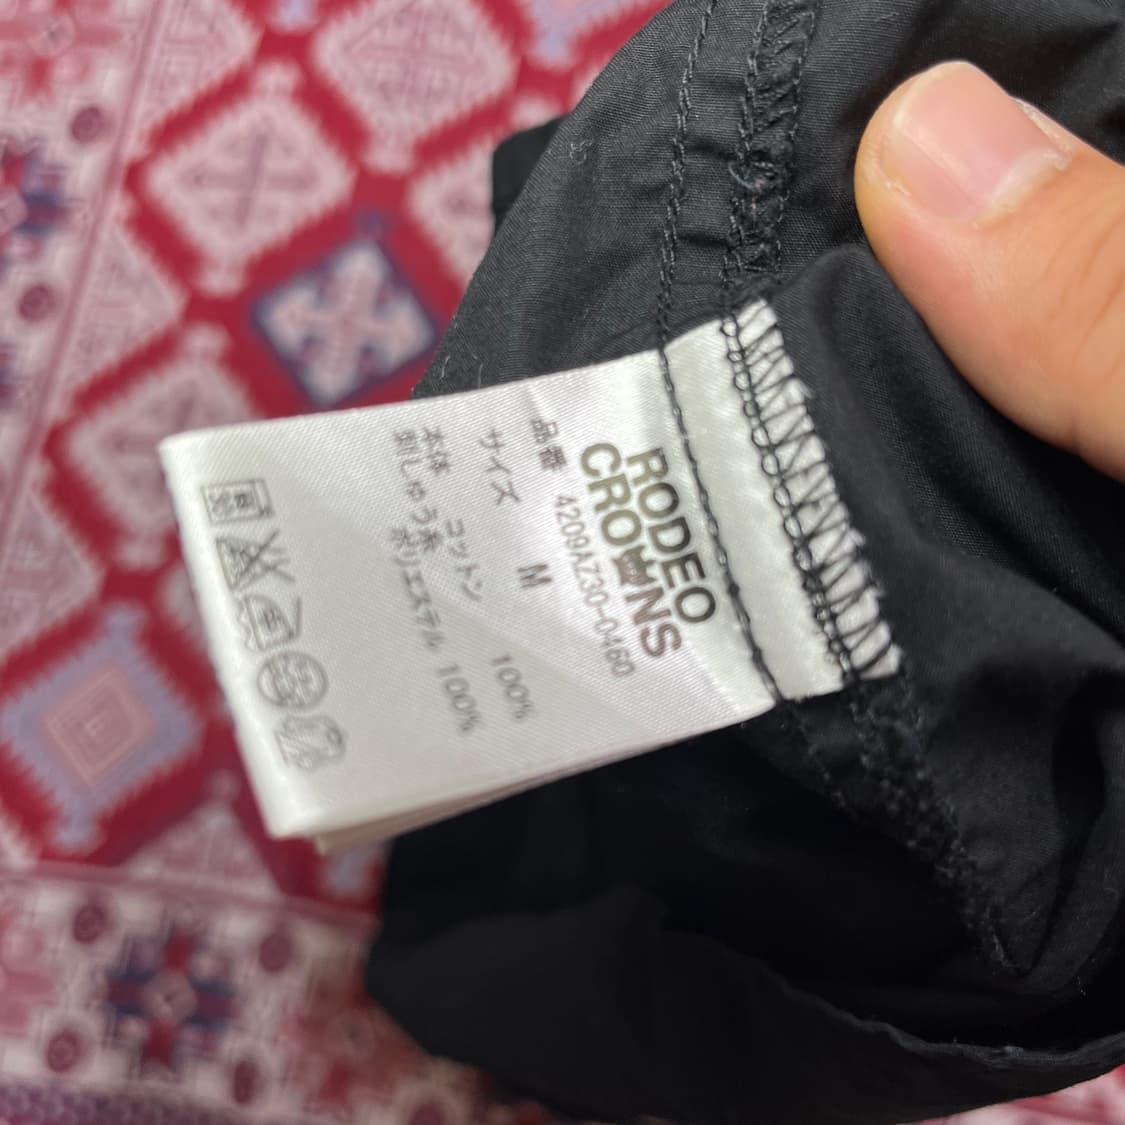 RODEO
CROWNS
品番 4209AZ30-0460
サイズ M
本体 コットン 100%
刺しゅう糸 ポリエステル 100%